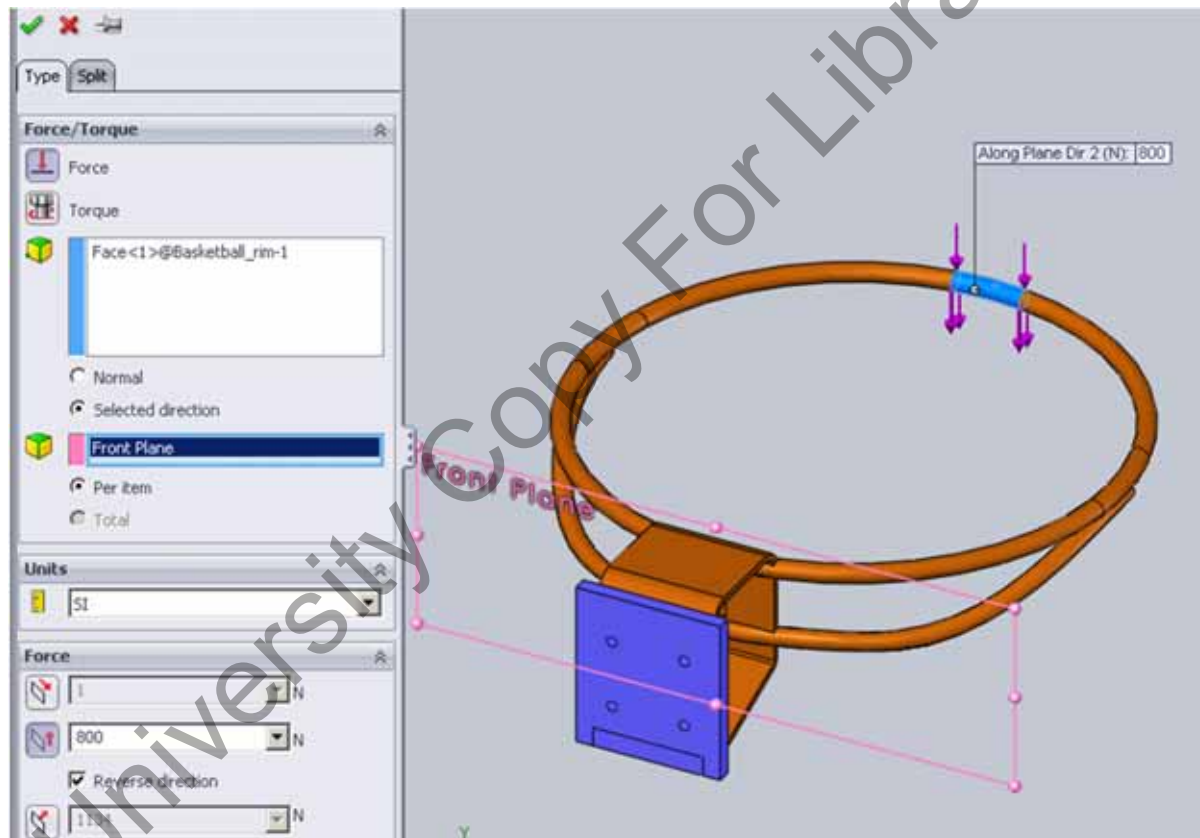 Type Split
Force/Torque
Force
Torque
Face<1>@Basketball_rim-1
Normal
Selected direction
Front Plane
Per item
Total
Units
SI
Force
1 N
800 N
Reverse direction
N
Along Plane Dir 2 (N): 800
Front Plane
Y
University Copy For Libra